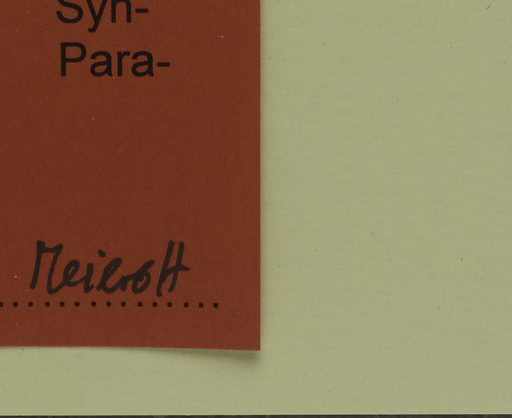 Syn-
Para-
Meierott